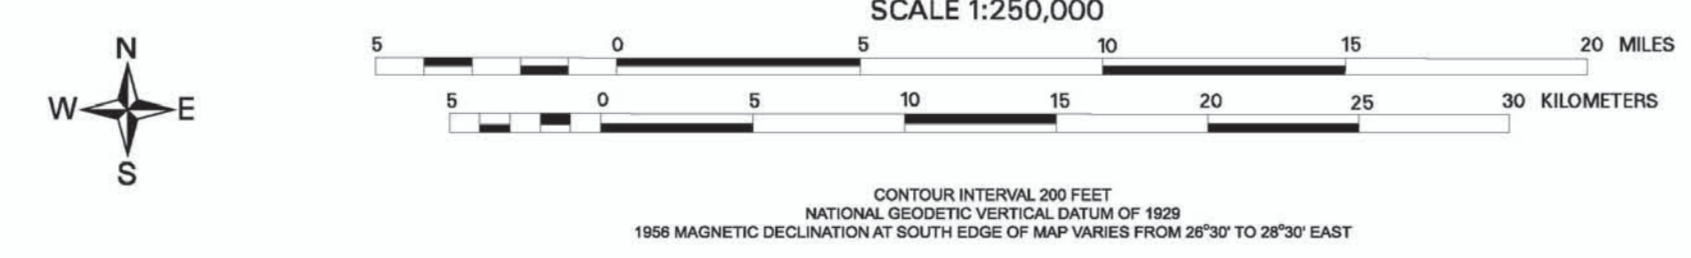 SCALE 1:250,000
5 0 5 10 15 20 MILES
N
W E
S
5 0 5 10 15 20 25 30 KILOMETERS
CONTOUR INTERVAL 200 FEET
NATIONAL GEODETIC VERTICAL DATUM OF 1929
1956 MAGNETIC DECLINATION AT SOUTH EDGE OF MAP VARIES FROM 26°30' TO 28°30' EAST